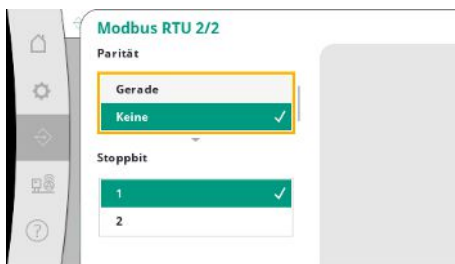 Modbus RTU 2/2
Parität
Gerade
Keine
Stoppbit
1
2